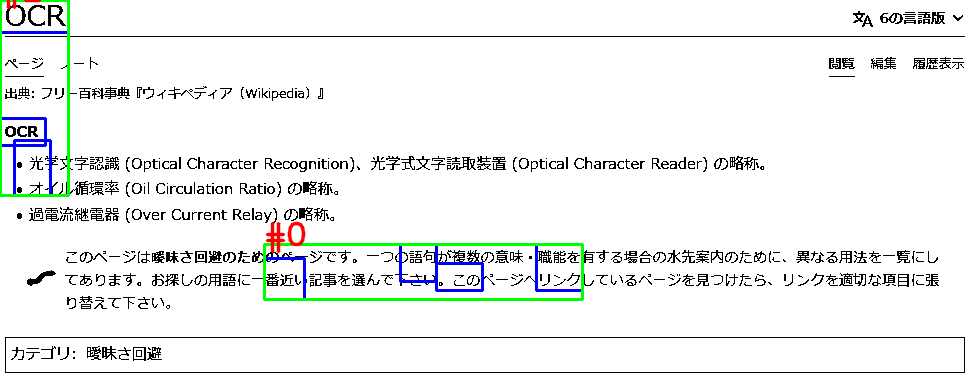 OCR
文A 6の言語版
ページ ノート 閲覧 編集 履歴表示
出典: フリー百科事典『ウィキペディア（Wikipedia）』
OCR
• 光学文字認識 (Optical Character Recognition)、光学式文字読取装置 (Optical Character Reader) の略称。
• オイル循環率 (Oil Circulation Ratio) の略称。
• 過電流継電器 (Over Current Relay) の略称。
#0
このページは曖昧さ回避のためのページです。一つの語句が複数の意味・職能を有する場合の水先案内のために、異なる用法を一覧にし
てあります。お探しの用語に一番近い記事を選んで下さい。このページへリンクしているページを見つけたら、リンクを適切な項目に張
り替えて下さい。
カテゴリ: 曖昧さ回避